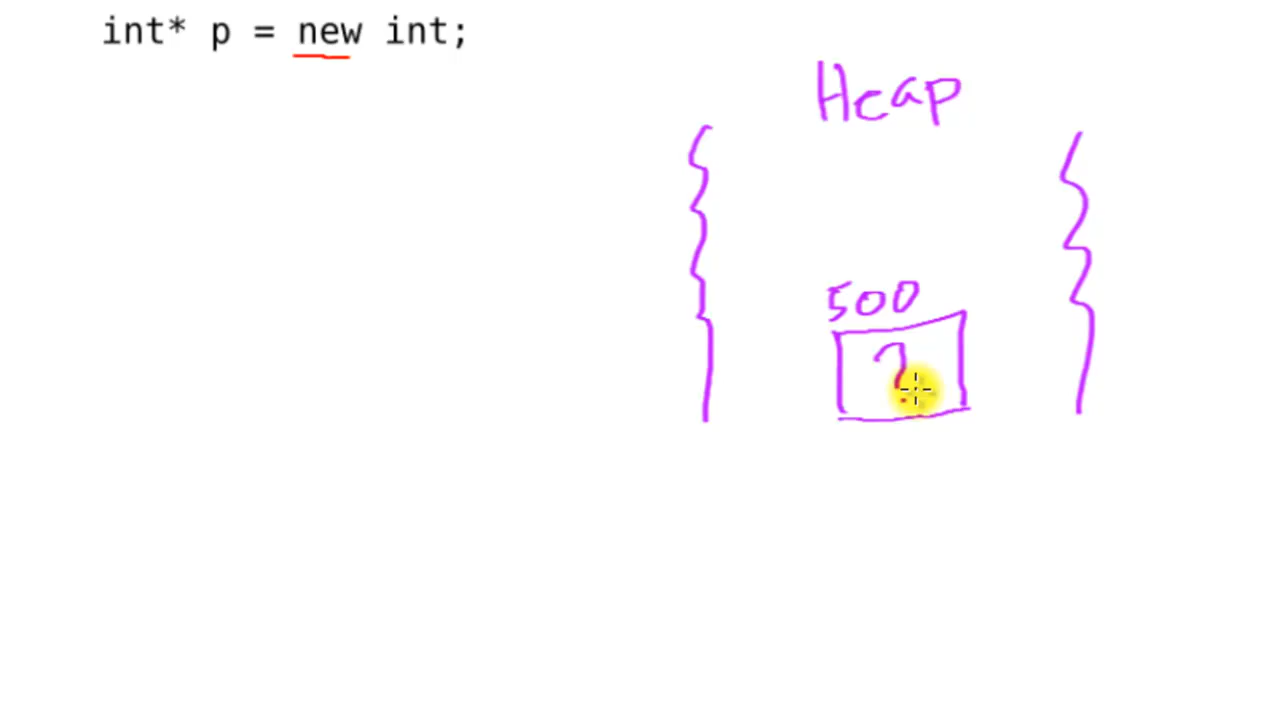 int* p = new int;
Heap
500
?